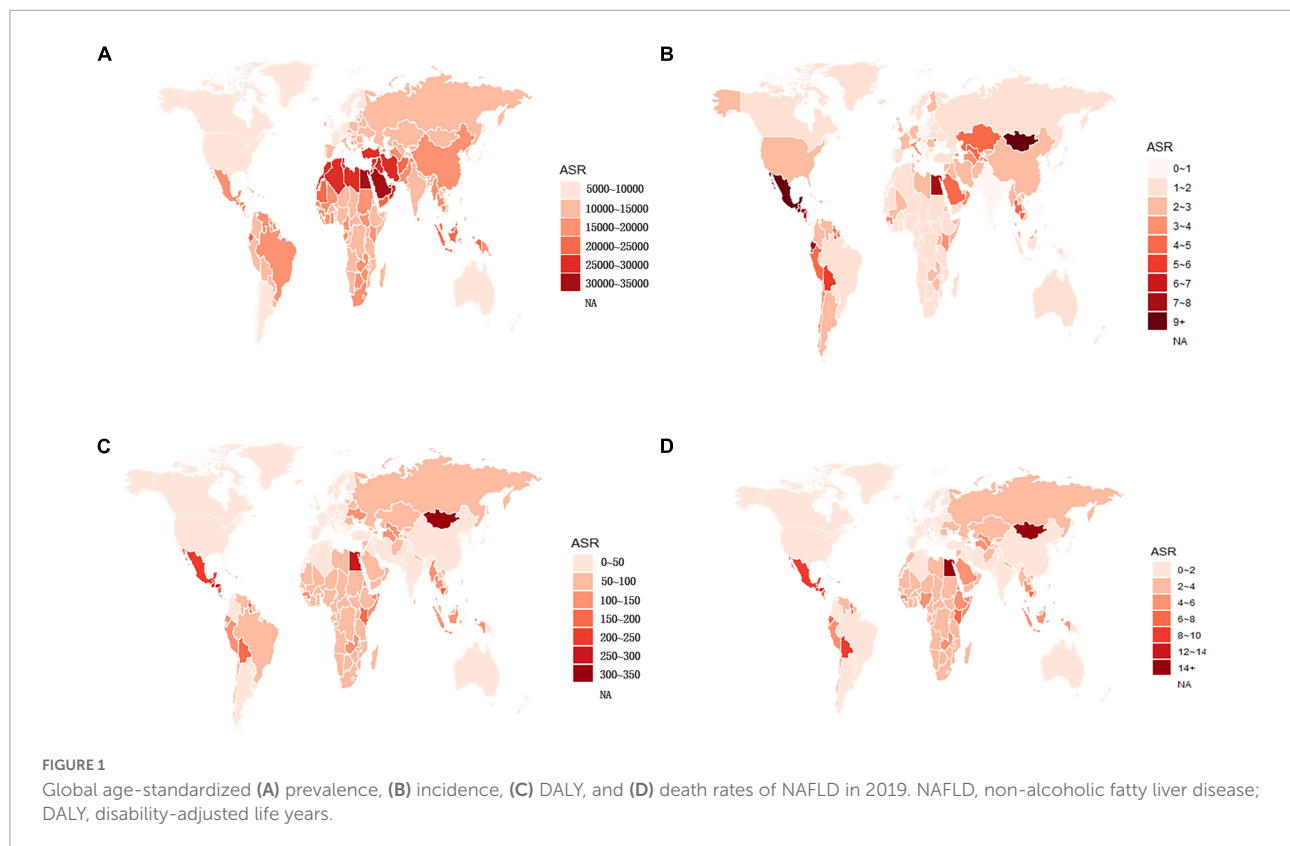 A
ASR
5000~10000
10000~15000
15000~20000
20000~25000
25000~30000
30000~35000
NA
B
ASR
0~1
1~2
2~3
3~4
4~5
5~6
6~7
7~8
9+
NA
C
ASR
0~50
50~100
100~150
150~200
200~250
250~300
300~350
NA
D
ASR
0~2
2~4
4~6
6~8
8~10
12~14
14+
NA
FIGURE 1
Global age-standardized (A) prevalence, (B) incidence, (C) DALY, and (D) death rates of NAFLD in 2019. NAFLD, non-alcoholic fatty liver disease;
DALY, disability-adjusted life years.